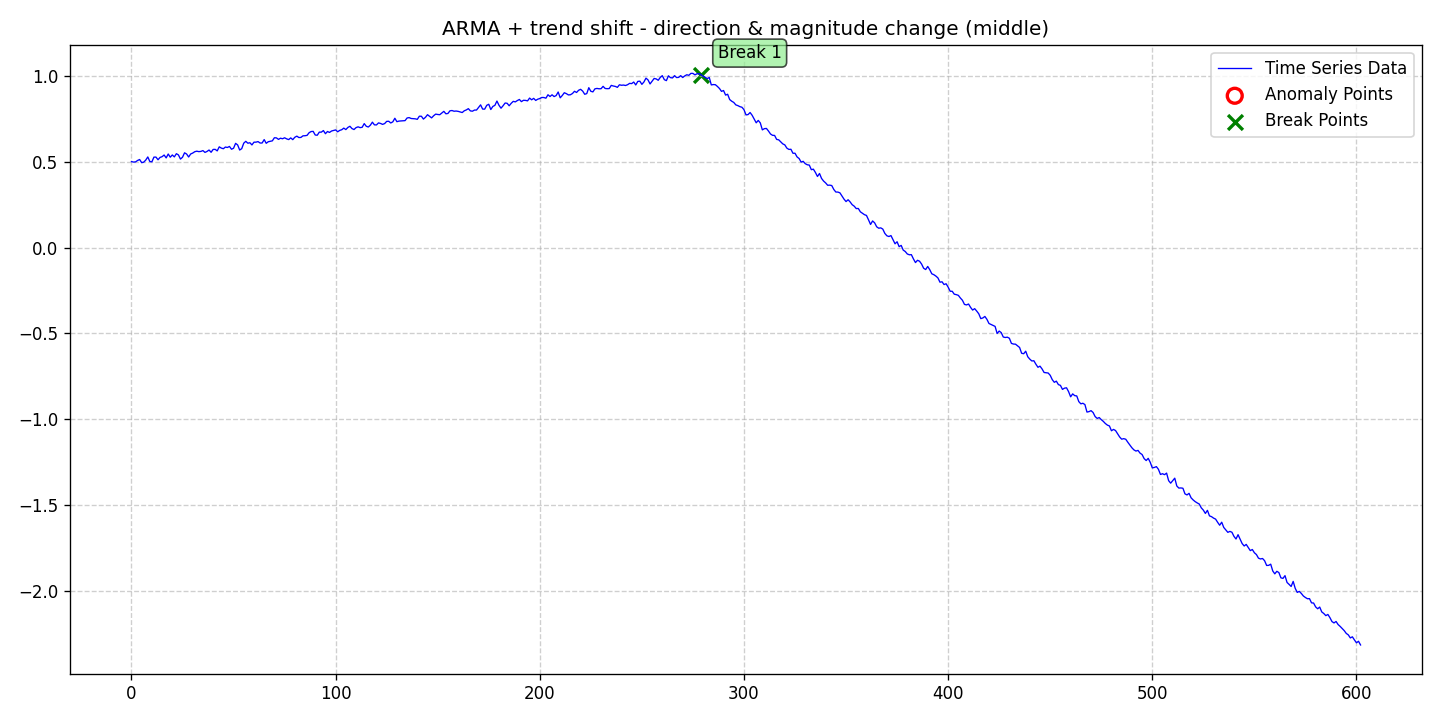 ARMA + trend shift - direction & magnitude change (middle)
Break 1
Time Series Data
Anomaly Points
Break Points
1.0
0.5
0.0
−0.5
−1.0
−1.5
−2.0
0 100 200 300 400 500 600